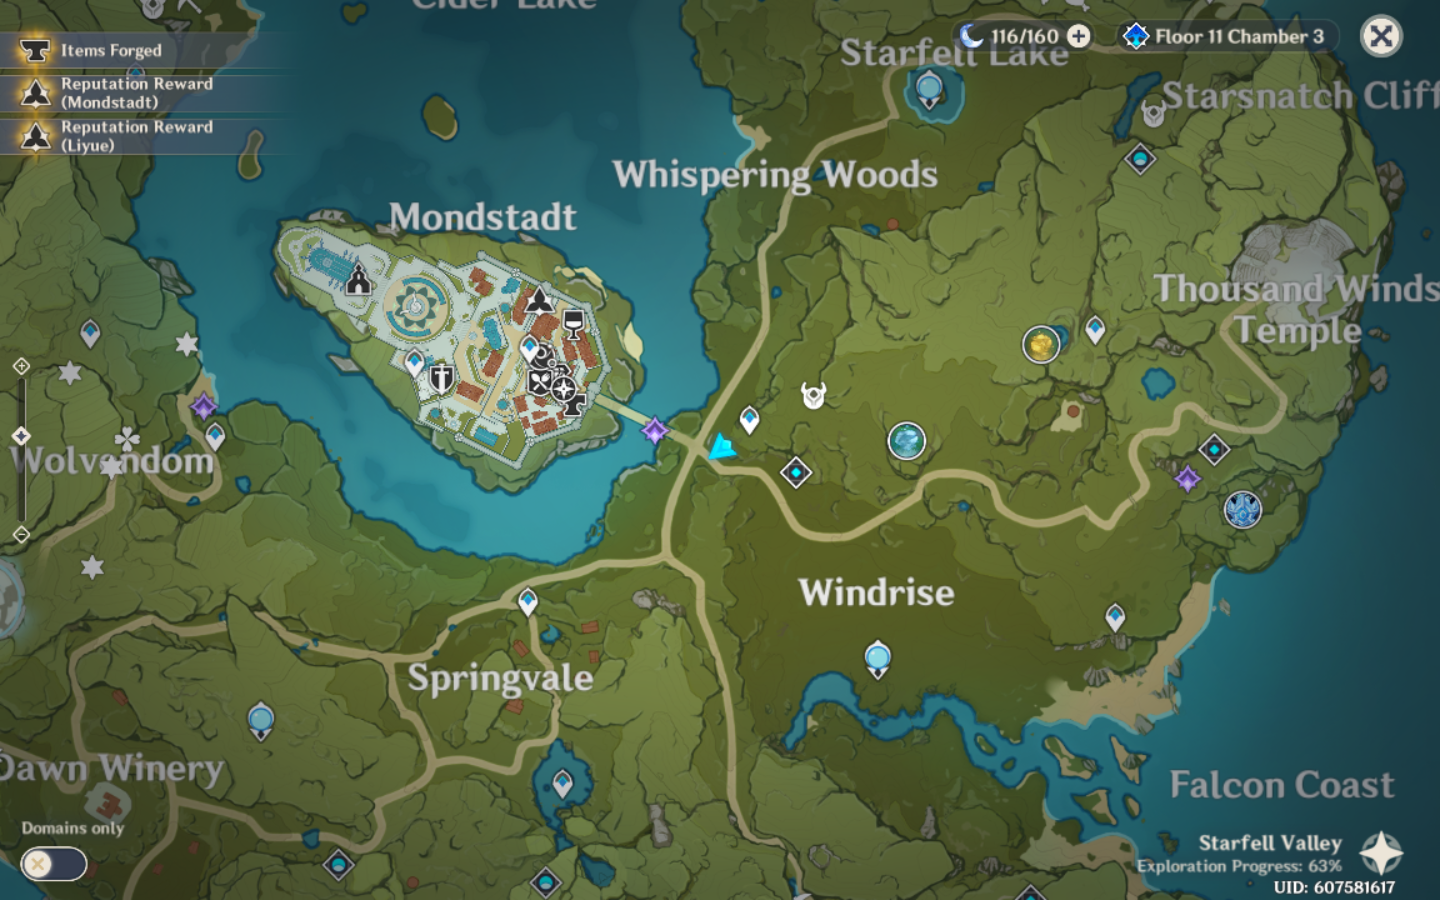 Cider Lake
Items Forged
116/160
Floor 11 Chamber 3
Starfell Lake
Reputation Reward
(Mondstadt)
Starsnatch Cliff
Reputation Reward
(Liyue)
Whispering Woods
Mondstadt
Thousand Winds
Temple
Wolvendom
Windrise
Springvale
Dawn Winery
Falcon Coast
Domains only
Starfell Valley
Exploration Progress: 63%
UID: 607581617